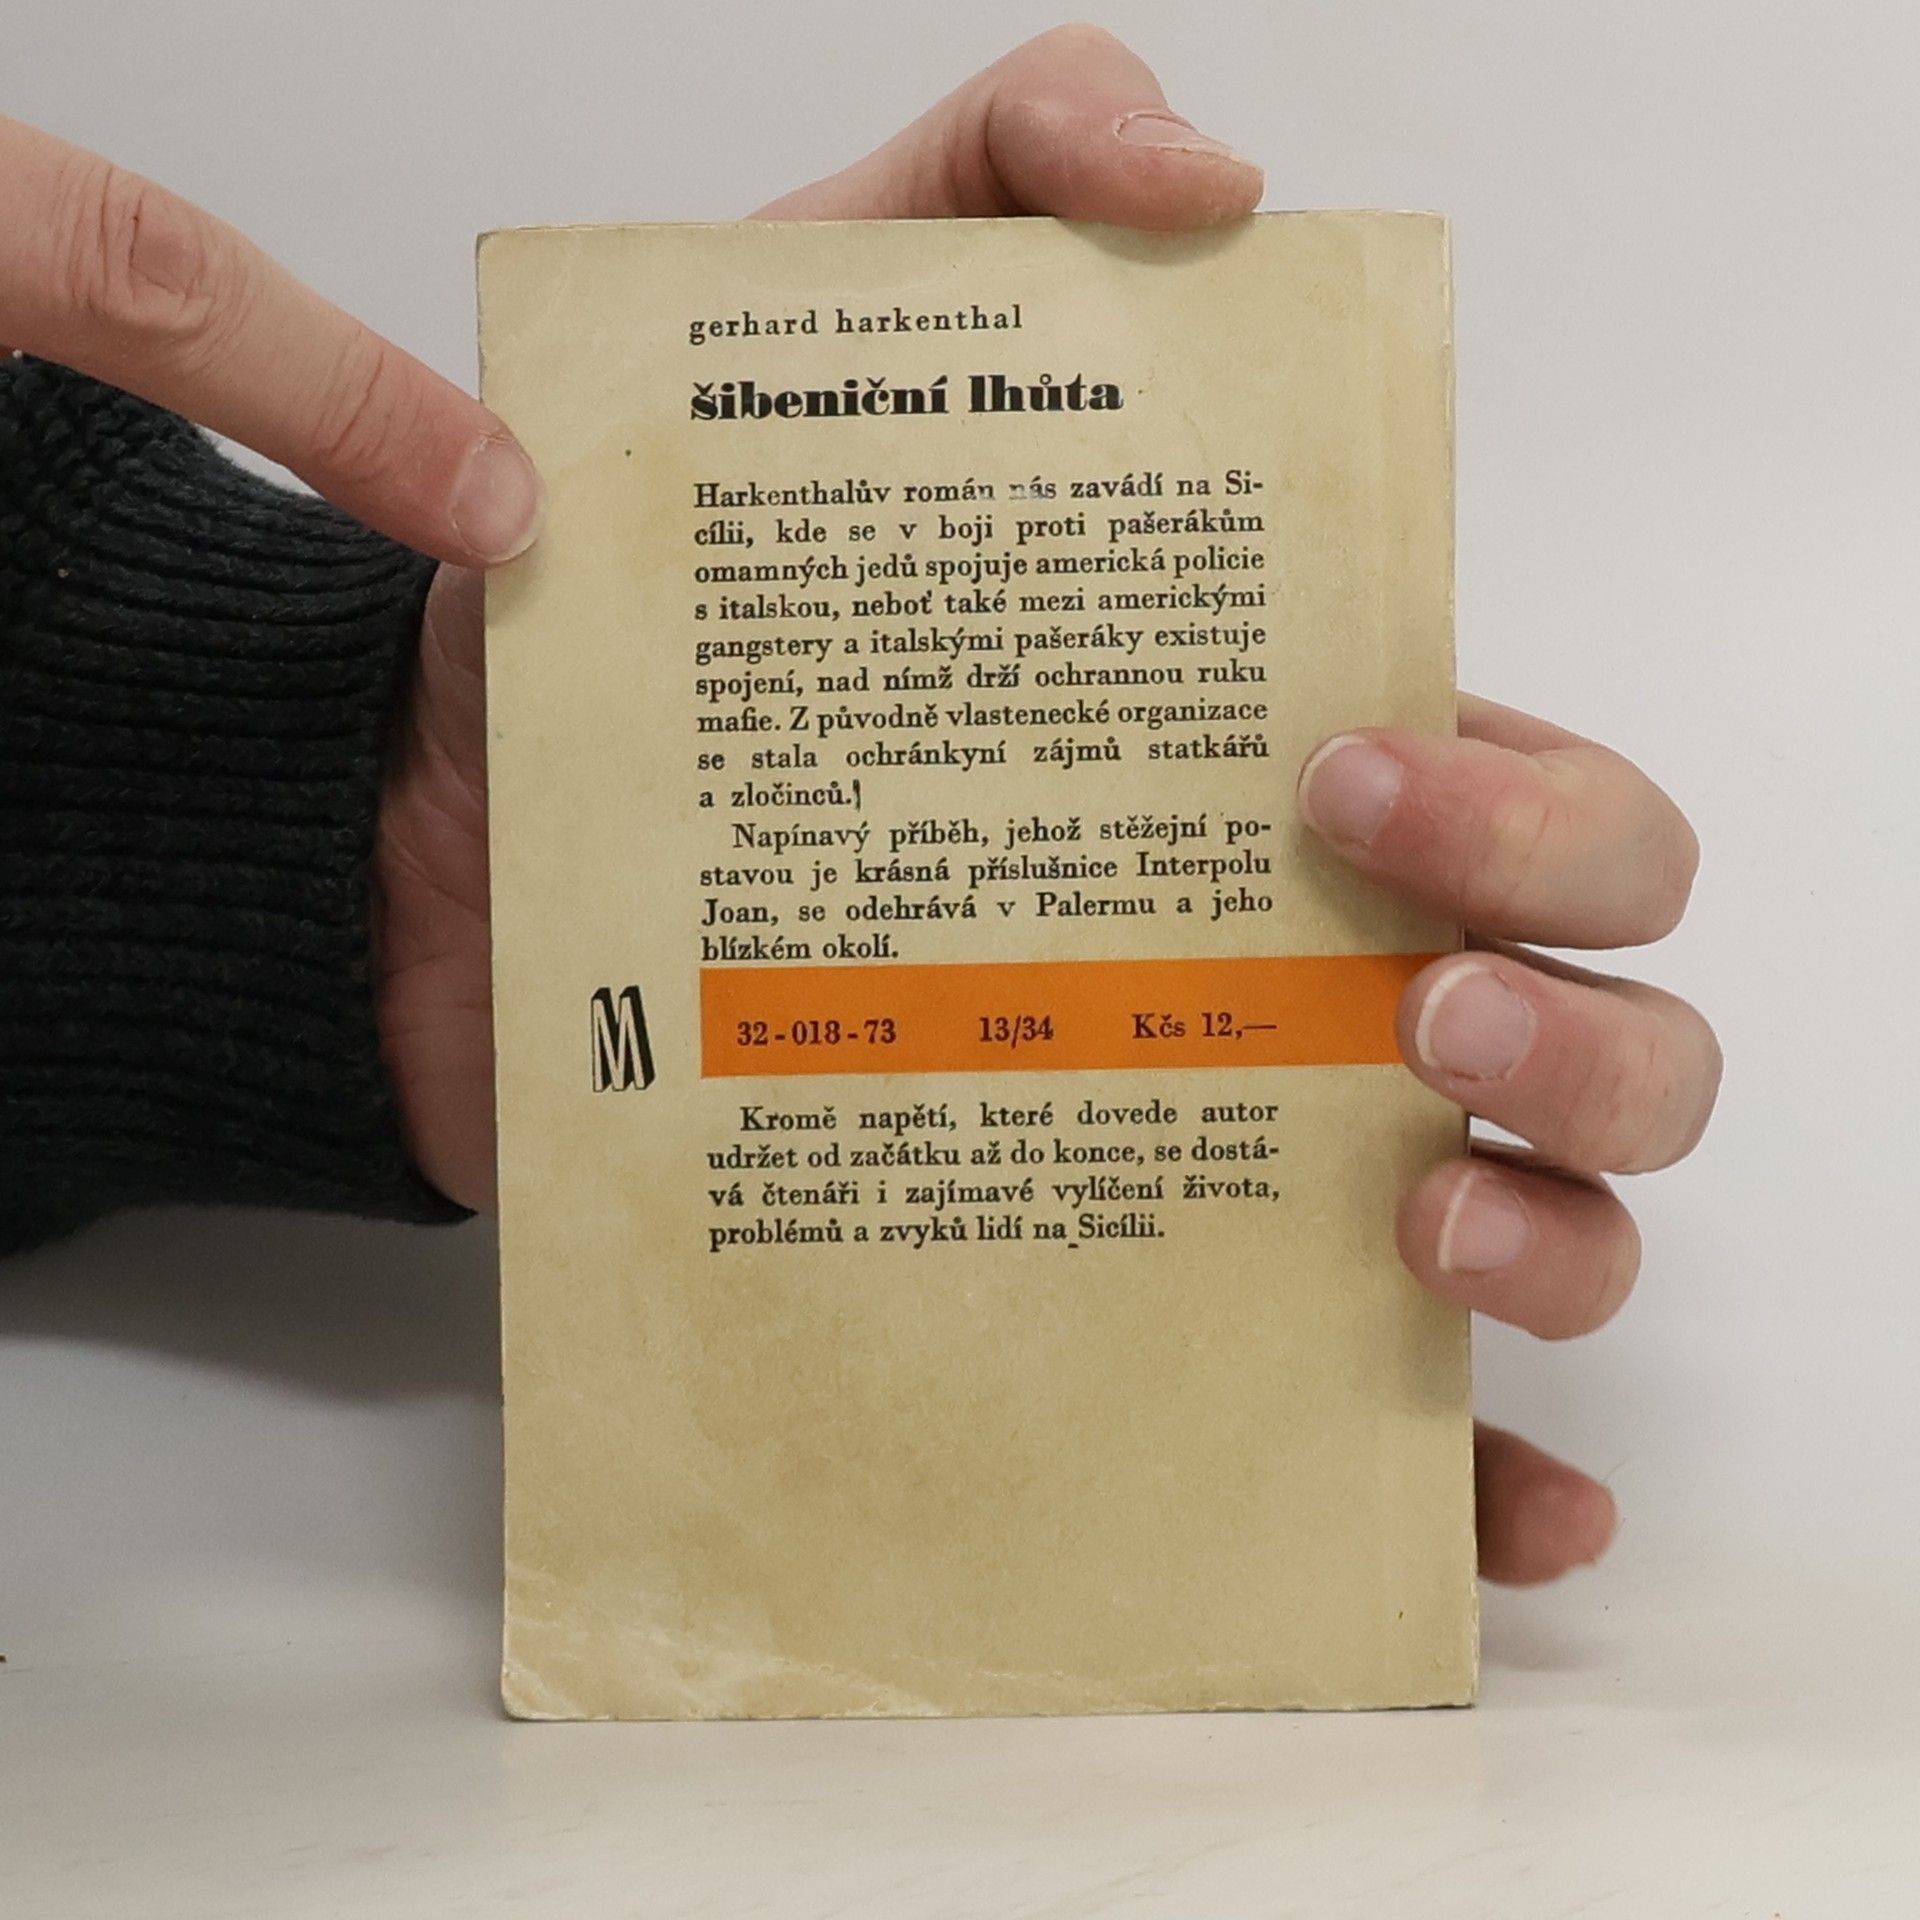 gerhard harkenthal
šibeniční lhůta
Harkenthalův román nás zavádí na Si-
cílii, kde se v boji proti pašerákům
omamných jedů spojuje americká policie
s italskou, neboť také mezi americkými
gangstery a italskými pašeráky existuje
spojení, nad nímž drží ochrannou ruku
mafie. Z původně vlastenecké organizace
se stala ochránkyní zájmů statkářů
a zločinců.
Napínavý příběh, jehož stěžejní po-
stavou je krásná příslušnice Interpolu
Joan, se odehrává v Palermu a jeho
blízkém okolí.
M
32-018-73 13/34 Kčs 12,—
Kromě napětí, které dovede autor
udržet od začátku až do konce, se dostá-
vá čtenáři i zajímavé vylíčení života,
problémů a zvyků lidí na Sicílii.